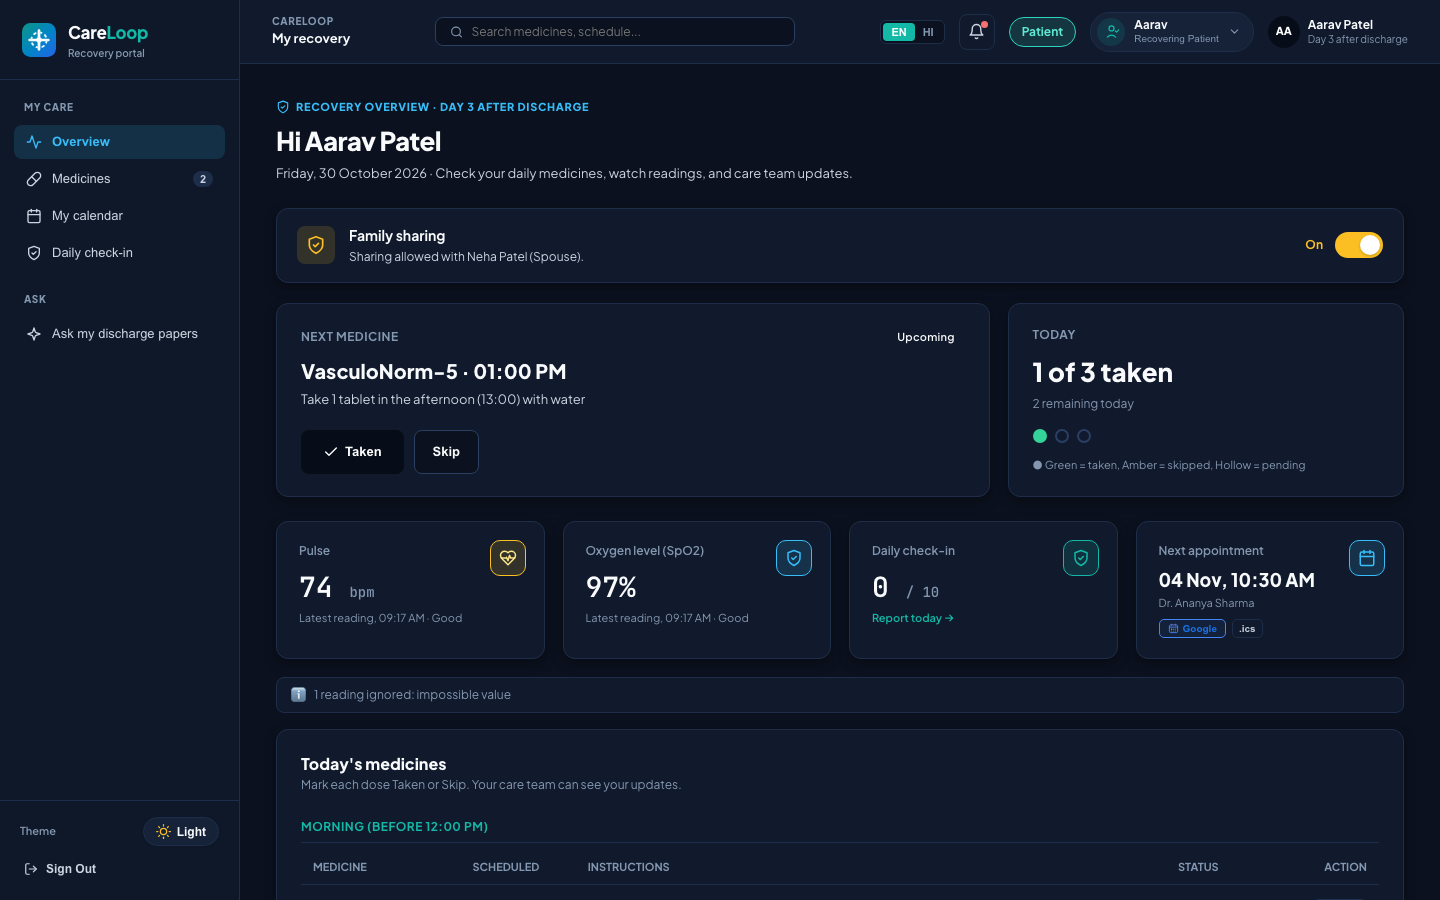 CareLoop
Recovery portal
MY CARE
Overview
Medicines 2
My calendar
Daily check-in
ASK
Ask my discharge papers
Theme Light
Sign Out
CARELOOP
My recovery
Search medicines, schedule...
EN HI
Patient
Aarav
Recovering Patient
AA
Aarav Patel
Day 3 after discharge
RECOVERY OVERVIEW · DAY 3 AFTER DISCHARGE
Hi Aarav Patel
Friday, 30 October 2026 · Check your daily medicines, watch readings, and care team updates.
Family sharing
Sharing allowed with Neha Patel (Spouse).
On
NEXT MEDICINE Upcoming
VasculoNorm-5 · 01:00 PM
Take 1 tablet in the afternoon (13:00) with water
Taken Skip
TODAY
1 of 3 taken
2 remaining today
Green = taken, Amber = skipped, Hollow = pending
Pulse
74 bpm
Latest reading, 09:17 AM · Good
Oxygen level (SpO2)
97%
Latest reading, 09:17 AM · Good
Daily check-in
0 / 10
Report today →
Next appointment
04 Nov, 10:30 AM
Dr. Ananya Sharma
Google .ics
1 reading ignored: impossible value
Today's medicines
Mark each dose Taken or Skip. Your care team can see your updates.
MORNING (BEFORE 12:00 PM)
MEDICINE SCHEDULED INSTRUCTIONS STATUS ACTION